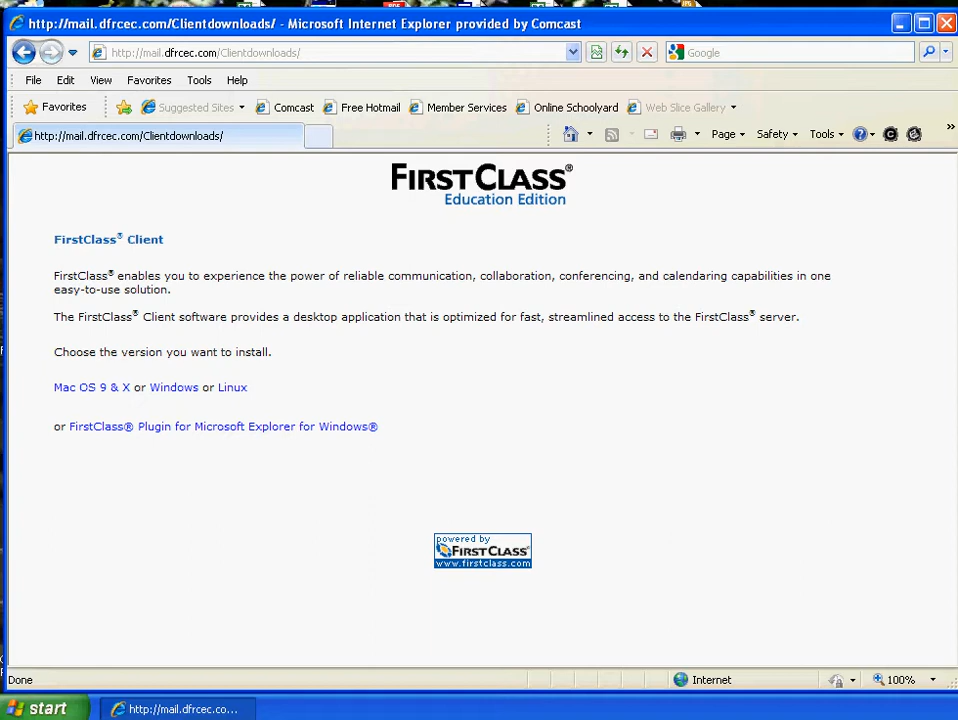 http://mail.dfrcec.com/Clientdownloads/ - Microsoft Internet Explorer provided by Comcast
http://mail.dfrcec.com/Clientdownloads/
Google
File Edit View Favorites Tools Help
Favorites Suggested Sites Comcast Free Hotmail Member Services Online Schoolyard Web Slice Gallery
http://mail.dfrcec.com/Clientdownloads/
Page Safety Tools
FIRSTCLASS®
Education Edition
FirstClass® Client
FirstClass® enables you to experience the power of reliable communication, collaboration, conferencing, and calendaring capabilities in one
easy-to-use solution.
The FirstClass® Client software provides a desktop application that is optimized for fast, streamlined access to the FirstClass® server.
Choose the version you want to install.
Mac OS 9 & X or Windows or Linux
or FirstClass® Plugin for Microsoft Explorer for Windows®
powered by
FIRSTCLASS®
www.firstclass.com
Done Internet 100%
start http://mail.dfrcec.co...